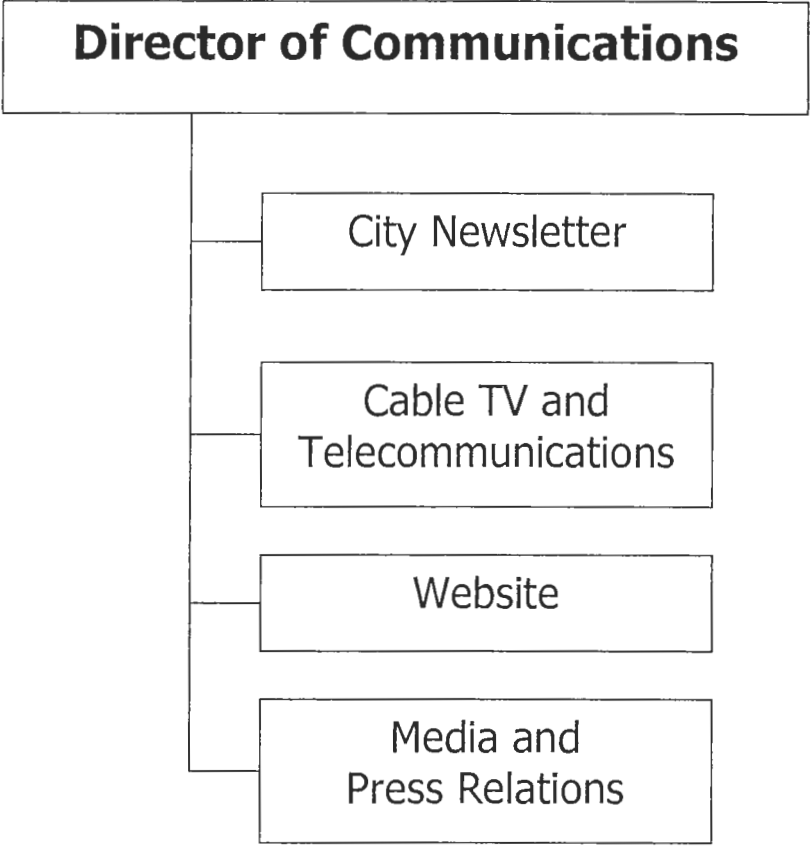 Director of Communications
City Newsletter
Cable TV and
Telecommunications
Website
Media and
Press Relations